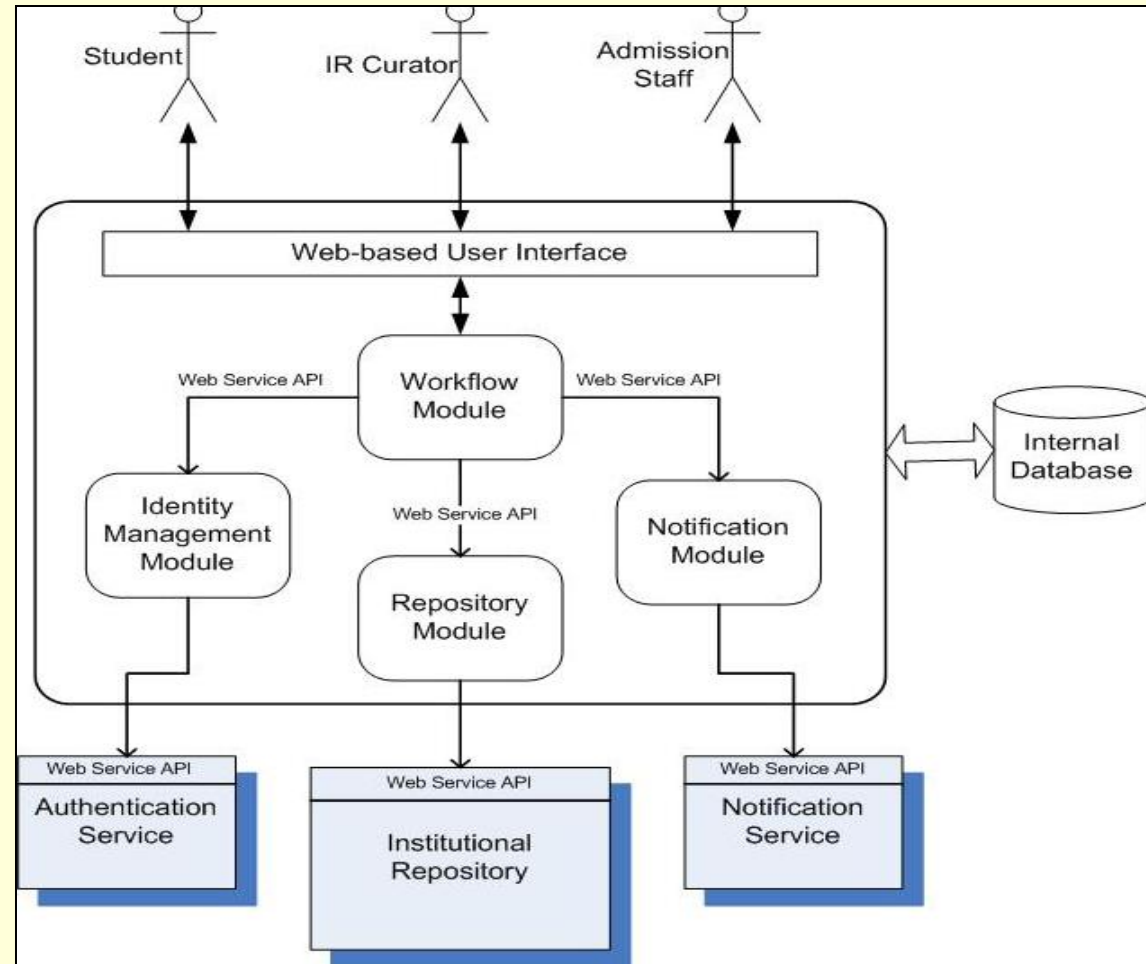 Student
IR Curator
Admission
Staff
Web-based User Interface
Web Service API
Workflow
Module
Web Service API
Internal
Database
Identity
Management
Module
Web Service API
Notification
Module
Repository
Module
Web Service API
Authentication
Service
Web Service API
Institutional
Repository
Web Service API
Notification
Service